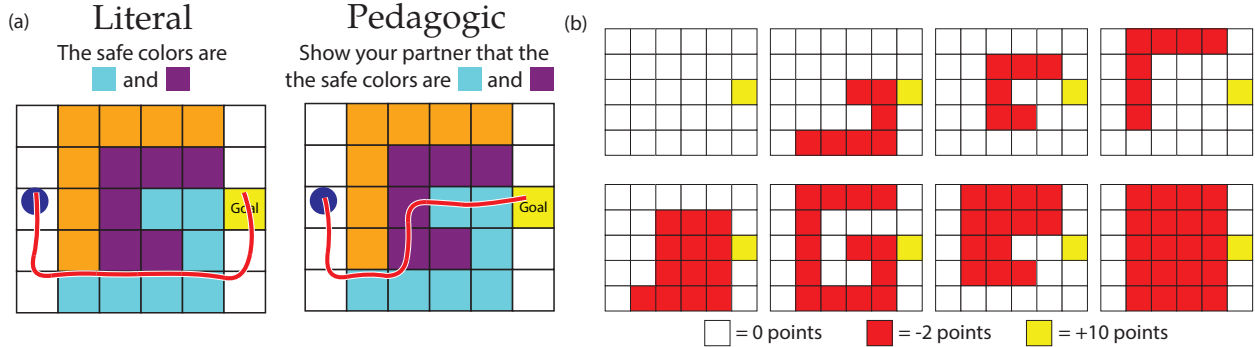 (a)
Literal
The safe colors are
and
Goal
Pedagogic
Show your partner that the
the safe colors are and
Goal
(b)
= 0 points
= -2 points
= +10 points